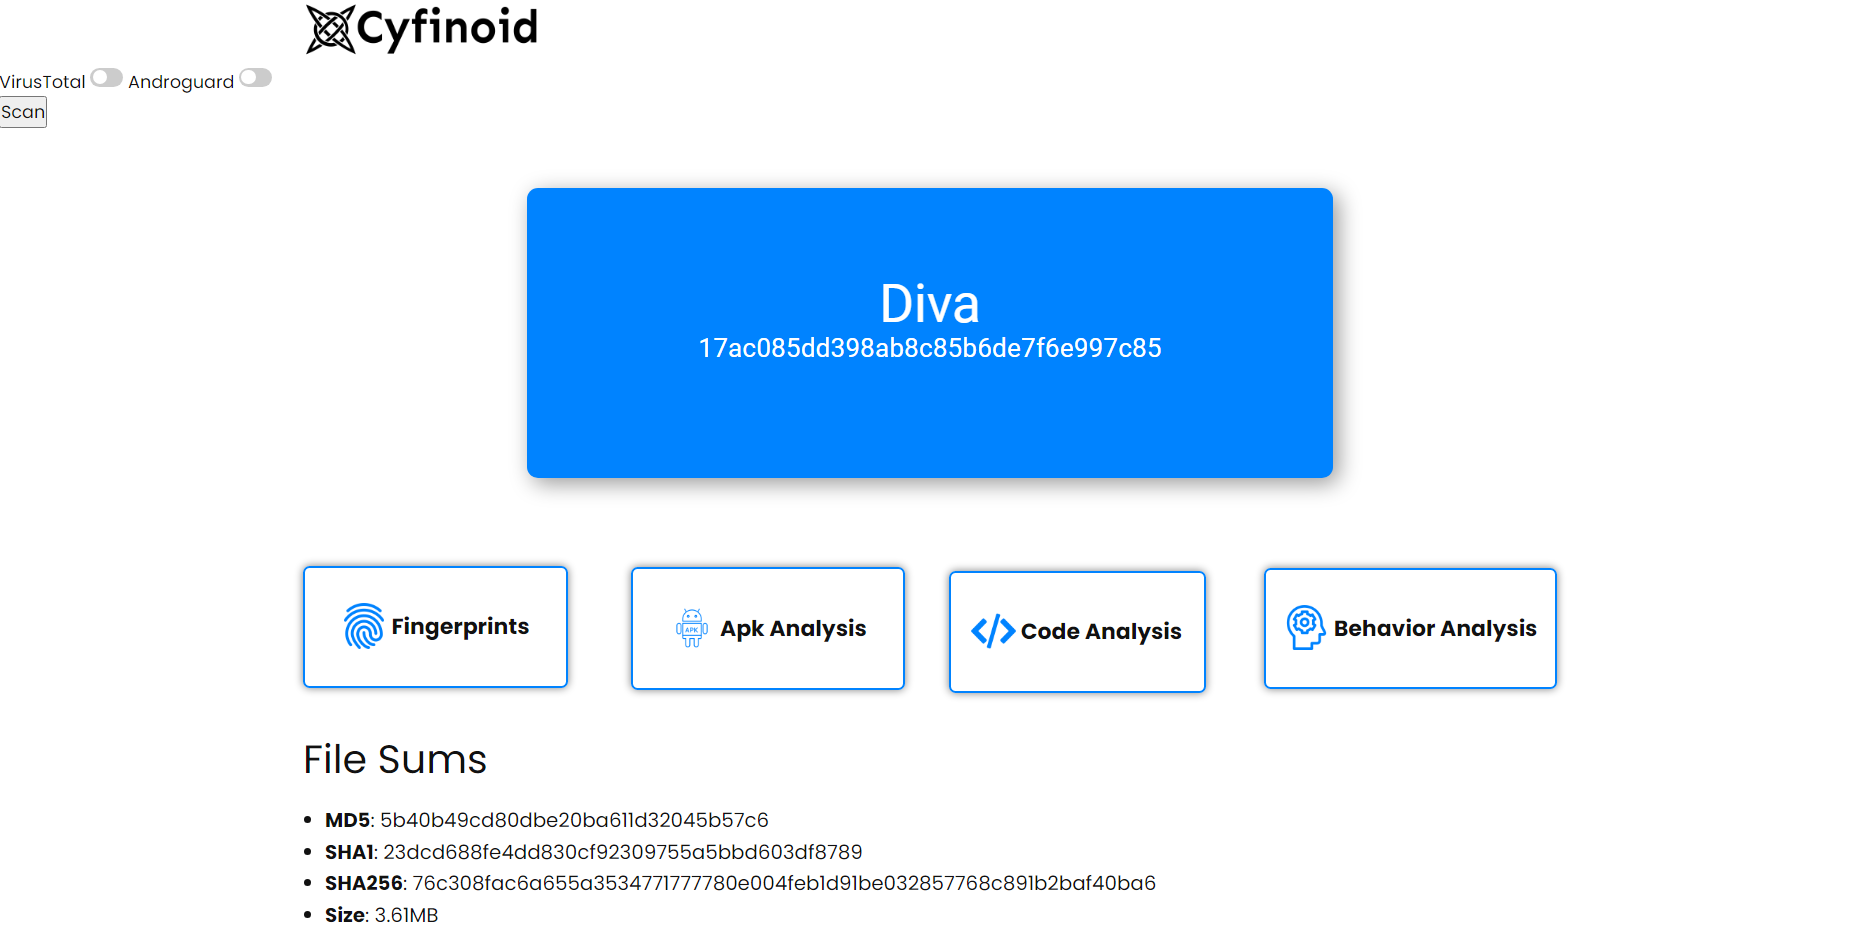 Cyfinoid
VirusTotal Androguard
Scan
Diva
17ac085dd398ab8c85b6de7f6e997c85
Fingerprints
APK
Apk Analysis
Code Analysis
Behavior Analysis
File Sums
MD5: 5b40b49cd80dbe20ba611d32045b57c6
SHA1: 23dcd688fe4dd830cf92309755a5bbd603df8789
SHA256: 76c308fac6a655a3534771777780e004feb1d91be032857768c891b2baf40ba6
Size: 3.61MB